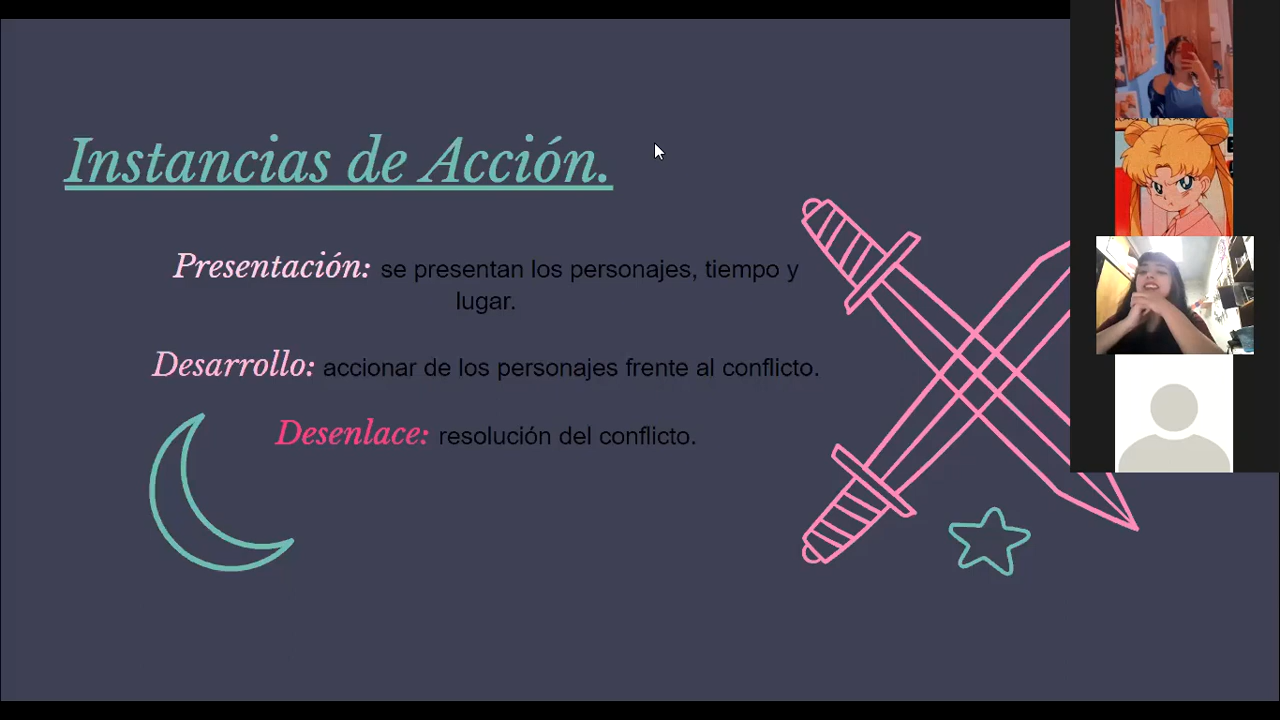 Instancias de Acción.
Presentación: se presentan los personajes, tiempo y
lugar.
Desarrollo: accionar de los personajes frente al conflicto.
Desenlace: resolución del conflicto.